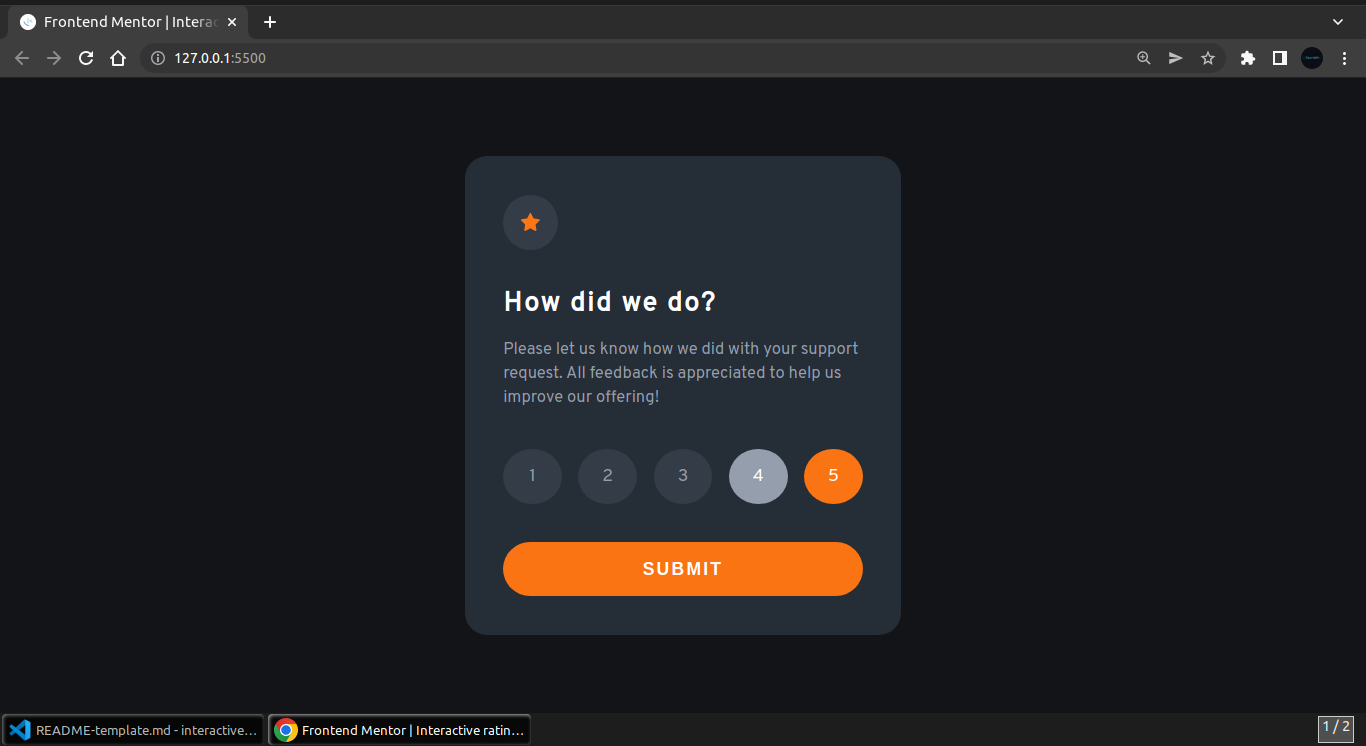 Frontend Mentor | Interac
127.0.0.1:5500
How did we do?
Please let us know how we did with your support
request. All feedback is appreciated to help us
improve our offering!
1 2 3 4 5
SUBMIT
README-template.md - interactive… Frontend Mentor | Interactive ratin… 1 / 2